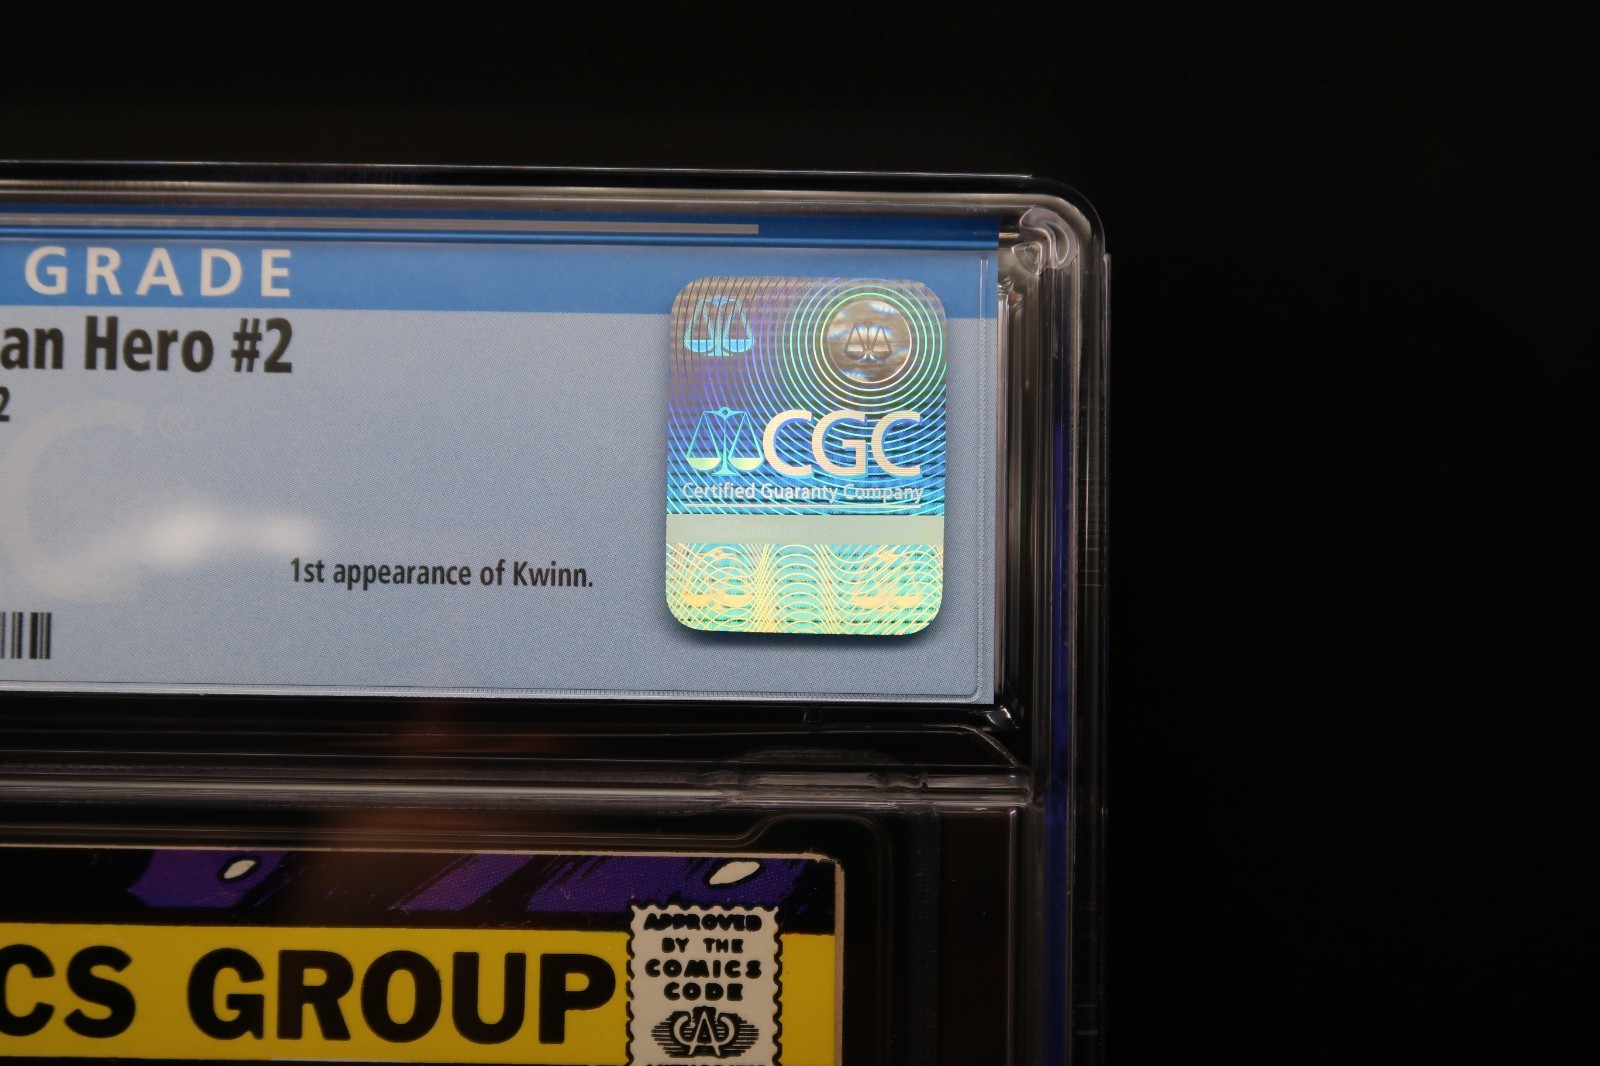 GRADE
an Hero #2
2
1st appearance of Kwinn.
CGC
Certified Guaranty Company
CS GROUP
APPROVED
BY THE
COMICS
CODE
CA